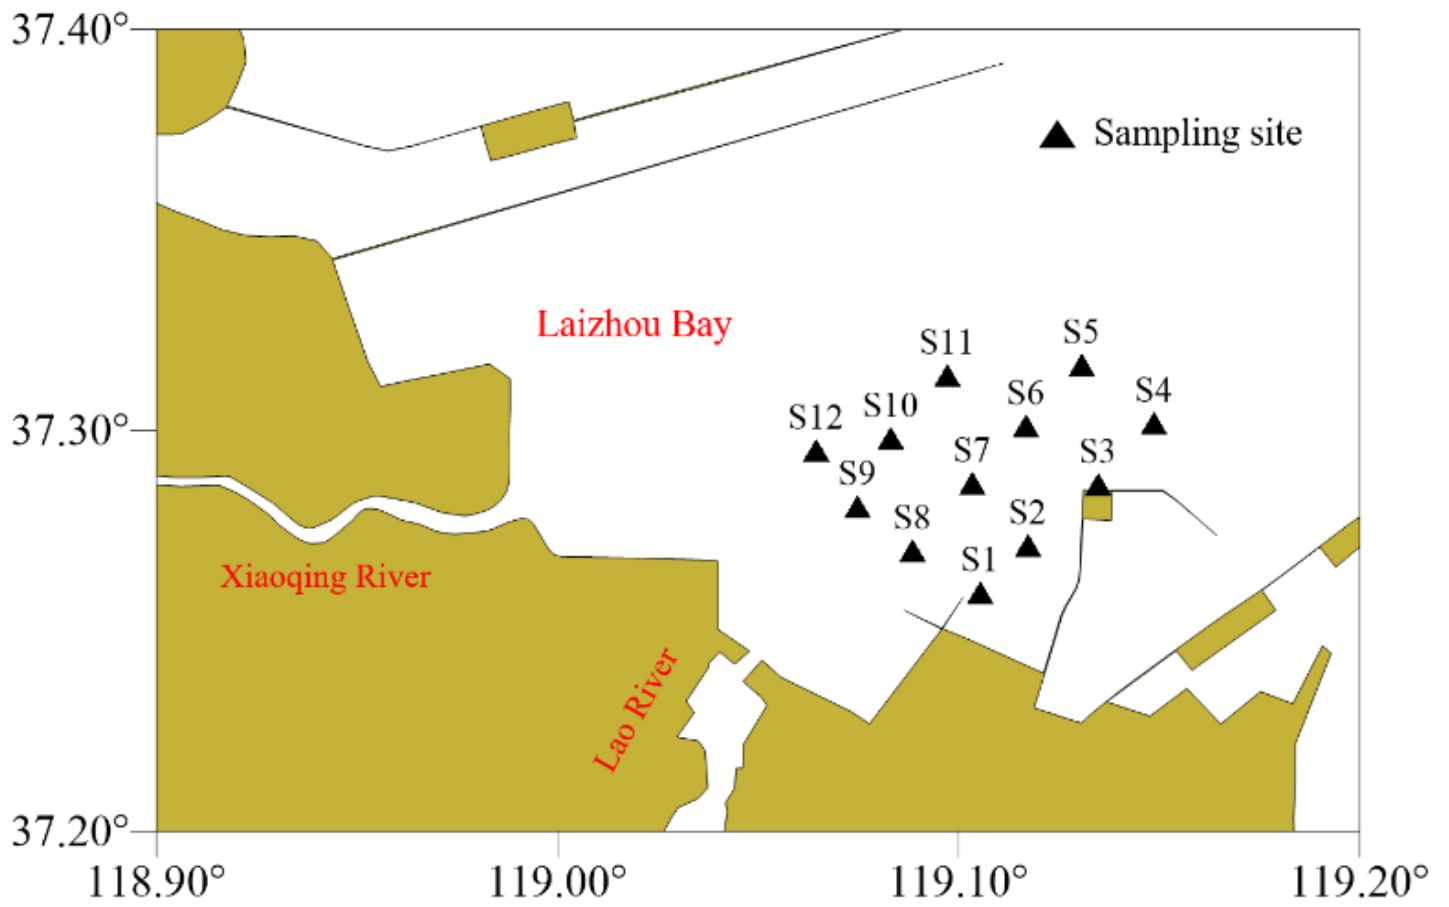 37.40°
Sampling site
Laizhou Bay
S5
S11
S4
S6
S10
S12
37.30°
S3
S7
S9
S2
S8
S1
Xiaoqing River
Lao River
37.20°
118.90°
119.00°
119.10°
119.20°